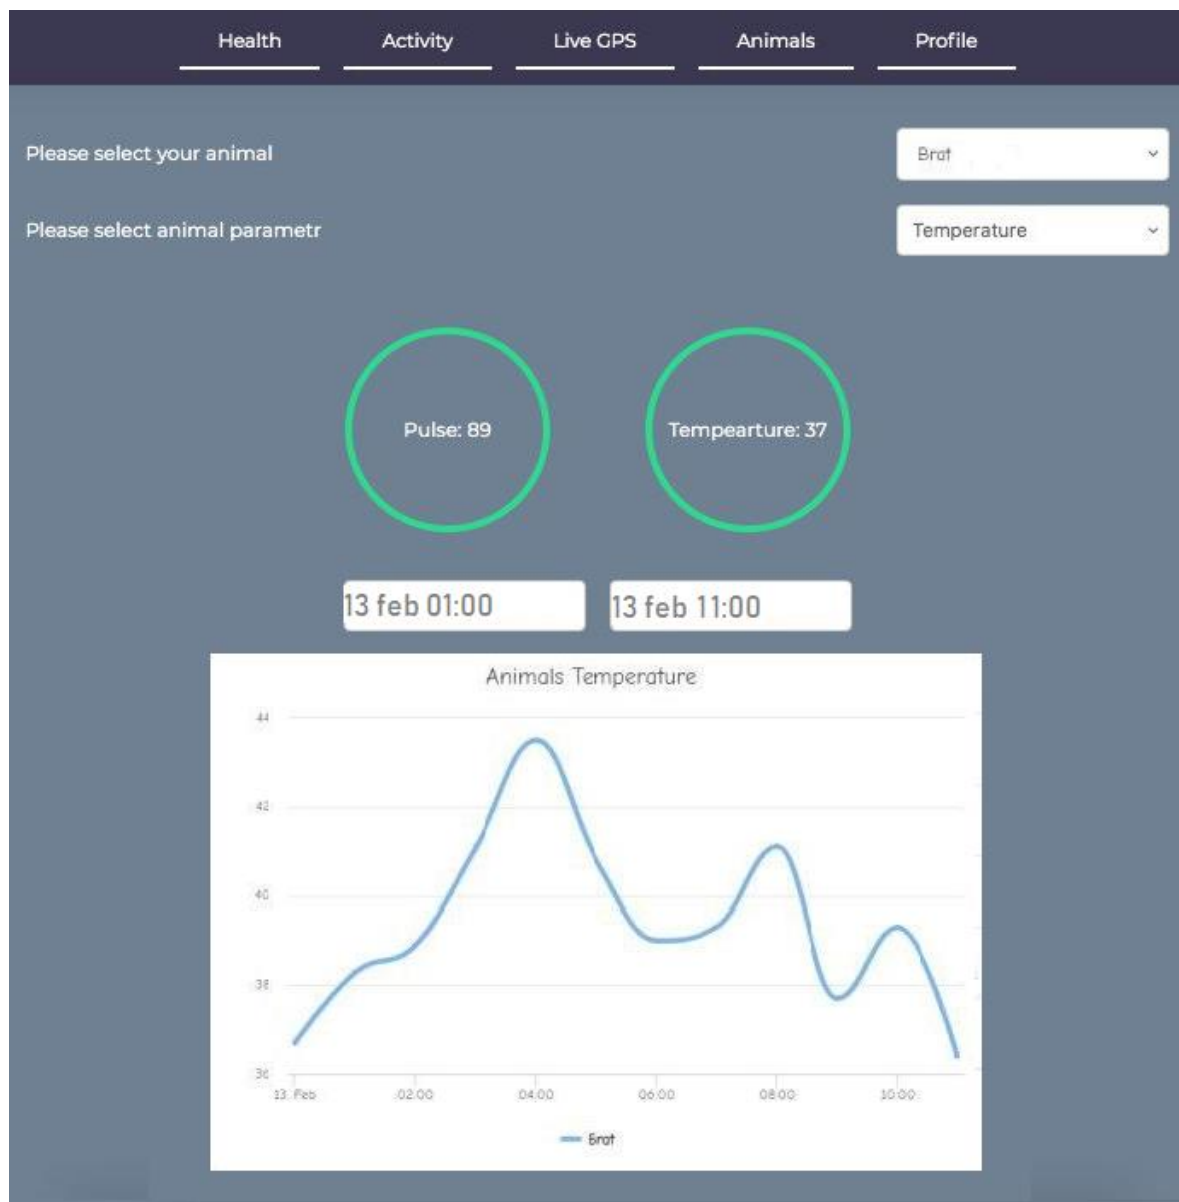 Health Activity Live GPS Animals Profile
Please select your animal
Brat
Please select animal parametr
Temperature
Pulse: 89
Tempearture: 37
13 feb 01:00
13 feb 11:00
Animals Temperature
44
42
40
38
36
13. Feb 02:00 04:00 06:00 08:00 10:00
Brat